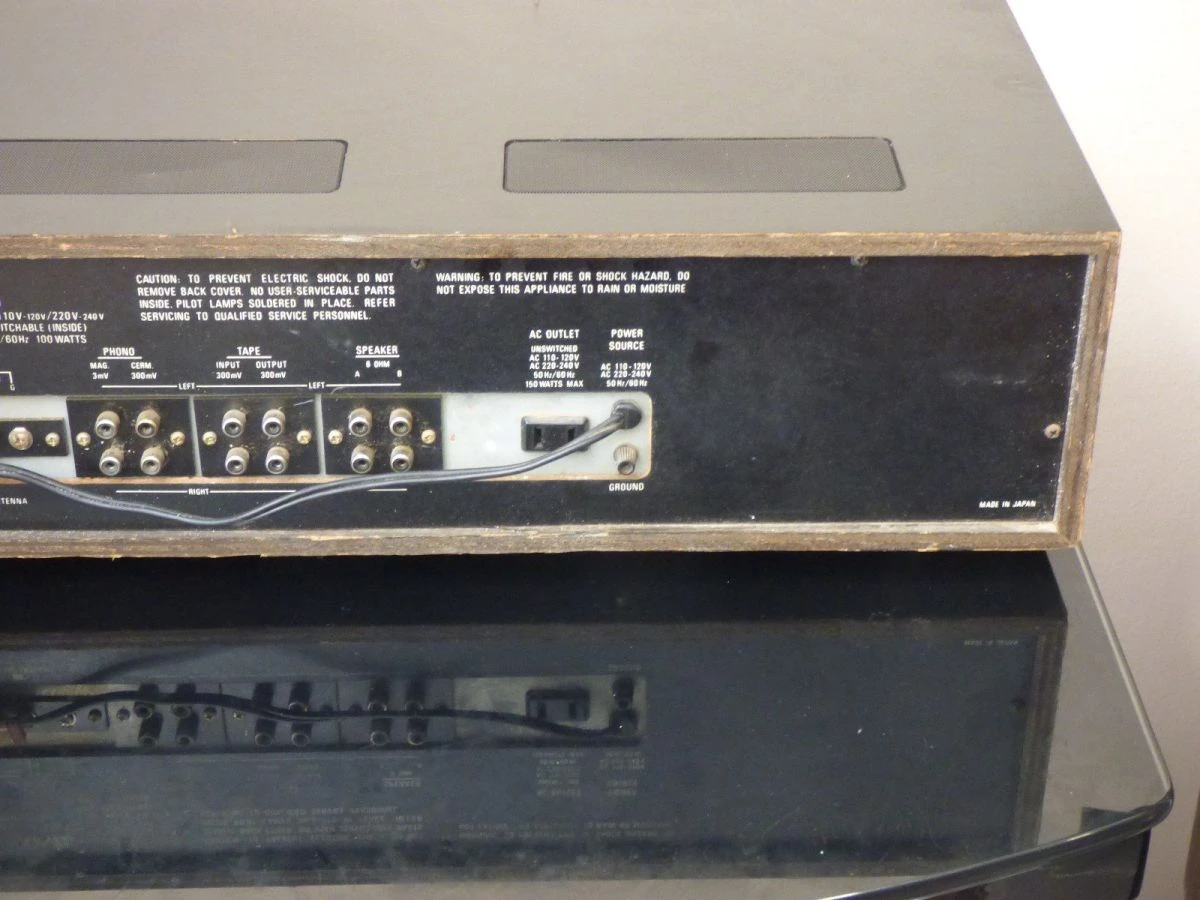 CAUTION: TO PREVENT ELECTRIC SHOCK, DO NOT
REMOVE BACK COVER. NO USER-SERVICEABLE PARTS
INSIDE. PILOT LAMPS SOLDERED IN PLACE. REFER
SERVICING TO QUALIFIED SERVICE PERSONNEL.
WARNING: TO PREVENT FIRE OR SHOCK HAZARD, DO
NOT EXPOSE THIS APPLIANCE TO RAIN OR MOISTURE
110V-120V/220V-240V
ITCHABLE (INSIDE)
/60Hz 100 WATTS
PHONO
MAG. CERM.
3mV 300mV
TAPE
INPUT OUTPUT
300mV 300mV
SPEAKER
8 OHM
A B
LEFT LEFT
AC OUTLET
UNSWITCHED
AC 110-120V
AC 220-240V
50Hz/60Hz
150 WATTS MAX
POWER
SOURCE
AC 110-120V
AC 220-240V
50Hz/60Hz
G
TENNA
RIGHT
GROUND
MADE IN JAPAN